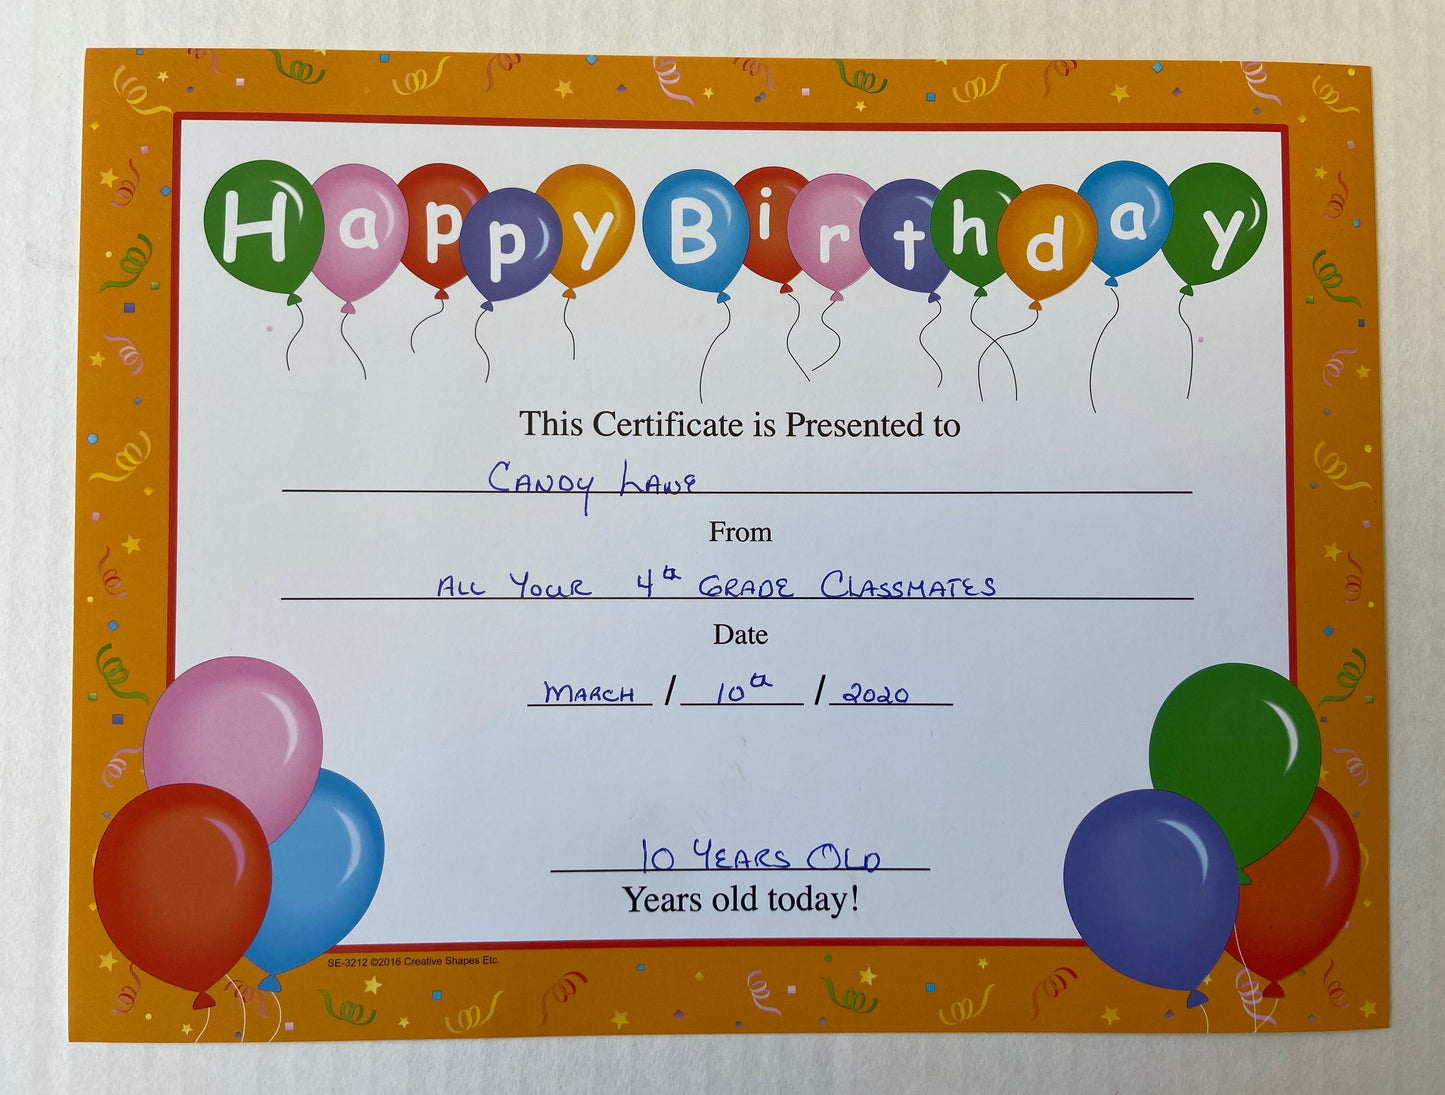 Happy Birthday
This Certificate is Presented to
CANDY LANE
From
ALL YOUR 4th GRADE CLASSMATES
Date
MARCH / 10th / 2020
10 YEARS OLD
Years old today!
SE-3212 ©2016 Creative Shapes Etc.